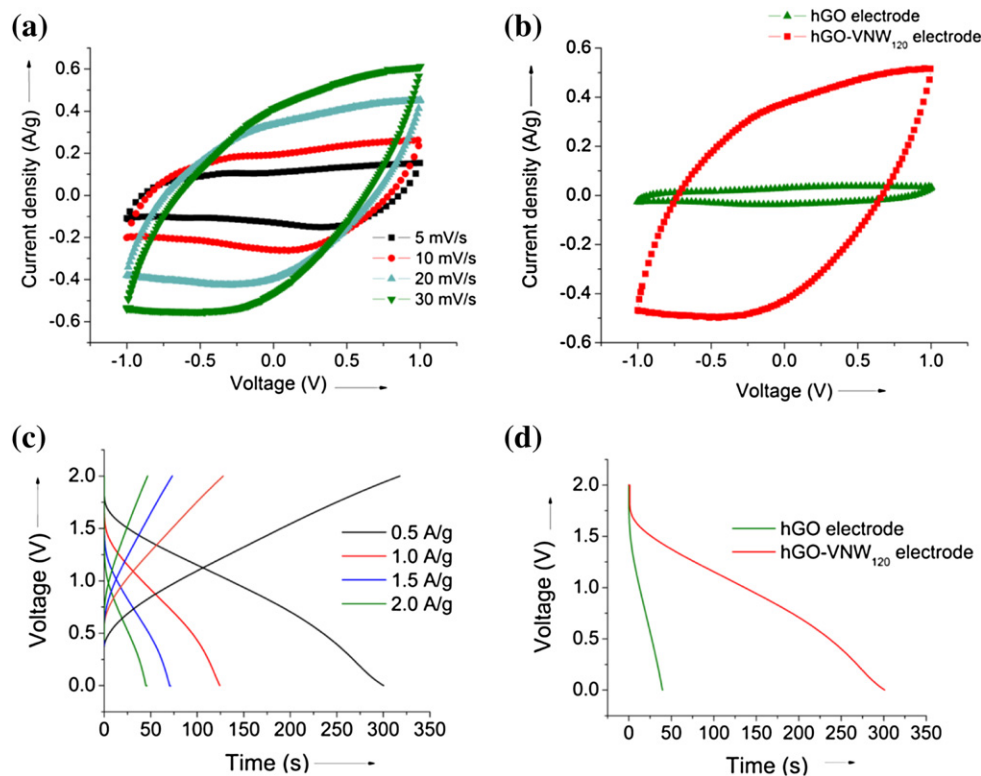 (a)
Current density (A/g)
0.6
0.4
0.2
0.0
-0.2
-0.4
-0.6
-1.0 -0.5 0.0 0.5 1.0
Voltage (V)
5 mV/s
10 mV/s
20 mV/s
30 mV/s
(b)
hGO electrode
hGO-VNW120 electrode
Current density (A/g)
0.6
0.4
0.2
0.0
-0.2
-0.4
-0.6
-1.0 -0.5 0.0 0.5 1.0
Voltage (V)
(c)
Voltage (V)
2.0
1.5
1.0
0.5
0.0
0 50 100 150 200 250 300 350
Time (s)
0.5 A/g
1.0 A/g
1.5 A/g
2.0 A/g
(d)
Voltage (V)
2.0
1.5
1.0
0.5
0.0
0 50 100 150 200 250 300 350
Time (s)
hGO electrode
hGO-VNW120 electrode